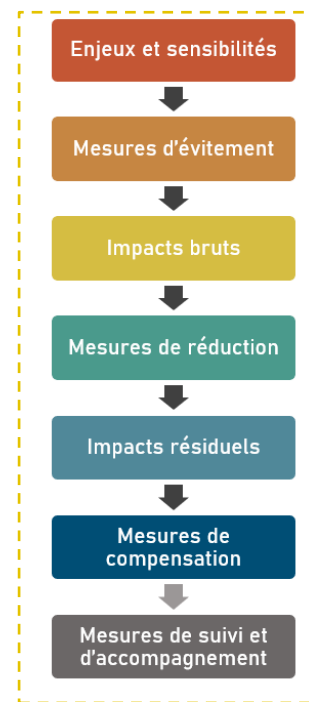 Enjeux et sensibilités
Mesures d'évitement
Impacts bruts
Mesures de réduction
Impacts résiduels
Mesures de
compensation
Mesures de suivi et
d'accompagnement